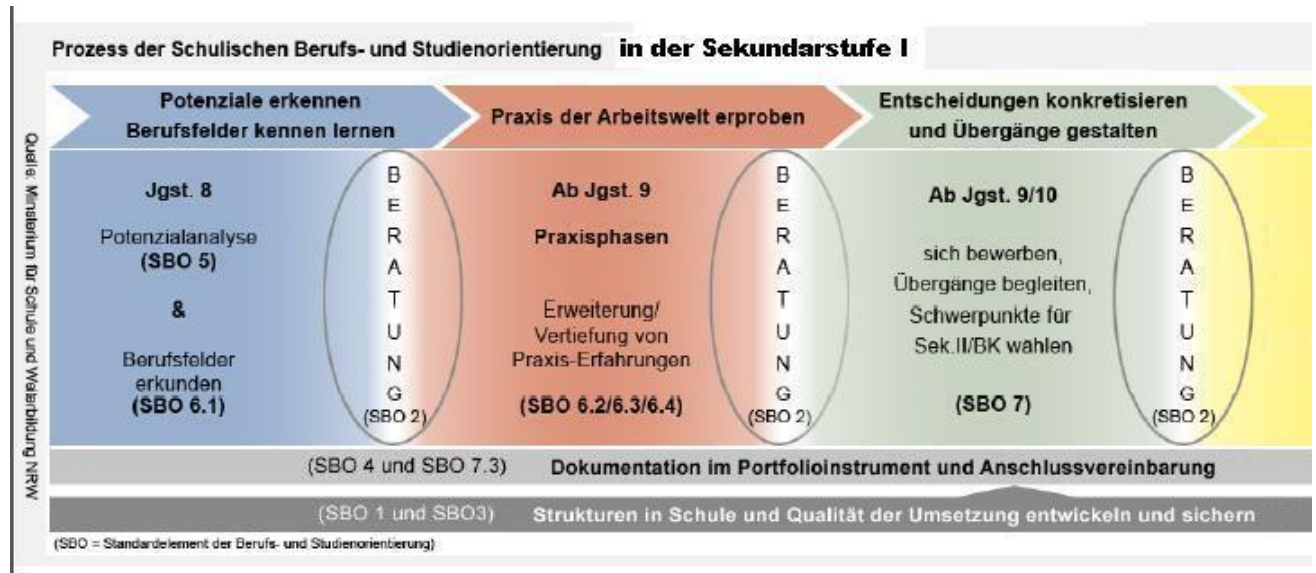 Prozess der Schulischen Berufs- und Studienorientierung in der Sekundarstufe I
Potenziale erkennen
Berufsfelder kennen lernen
Praxis der Arbeitswelt erproben
Entscheidungen konkretisieren
und Übergänge gestalten
Quelle: Ministerium für Schule und Weiterbildung NRW
Jgst. 8
Potenzialanalyse
(SBO 5)
&
Berufsfelder
erkunden
(SBO 6.1)
B
E
R
A
T
U
N
G
(SBO 2)
Ab Jgst. 9
Praxisphasen
Erweiterung/
Vertiefung von
Praxis-Erfahrungen
(SBO 6.2/6.3/6.4)
B
E
R
A
T
U
N
G
(SBO 2)
Ab Jgst. 9/10
sich bewerben,
Übergänge begleiten,
Schwerpunkte für
Sek.II/BK wählen
(SBO 7)
B
E
R
A
T
U
N
G
(SBO 2)
(SBO 4 und SBO 7.3) Dokumentation im Portfolioinstrument und Anschlussvereinbarung
(SBO 1 und SBO3) Strukturen in Schule und Qualität der Umsetzung entwickeln und sichern
(SBO = Standardelement der Berufs- und Studienorientierung)